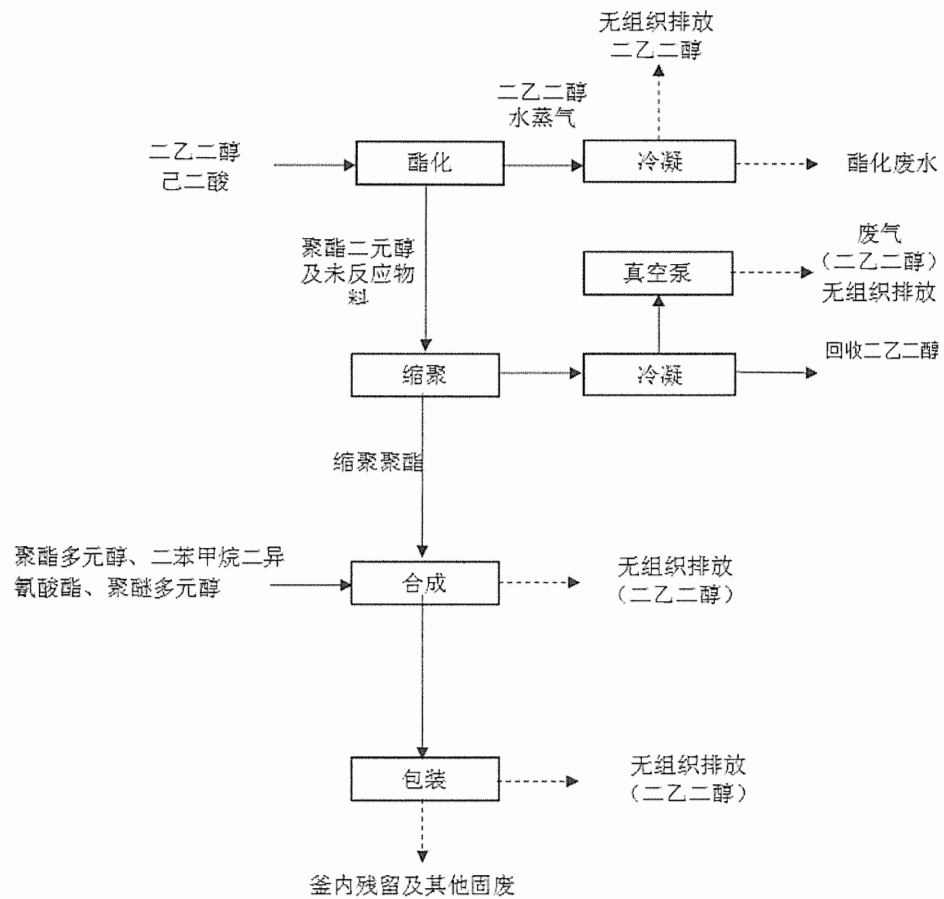 无组织排放
二乙二醇
二乙二醇
水蒸气
二乙二醇
己二酸
酯化
冷凝
酯化废水
聚酯二元醇
及未反应物
料
真空泵
废气
（二乙二醇）
无组织排放
缩聚
冷凝
回收二乙二醇
缩聚聚酯
聚酯多元醇、二苯甲烷二异
氰酸酯、聚醚多元醇
合成
无组织排放
（二乙二醇）
包装
无组织排放
（二乙二醇）
釜内残留及其他固废